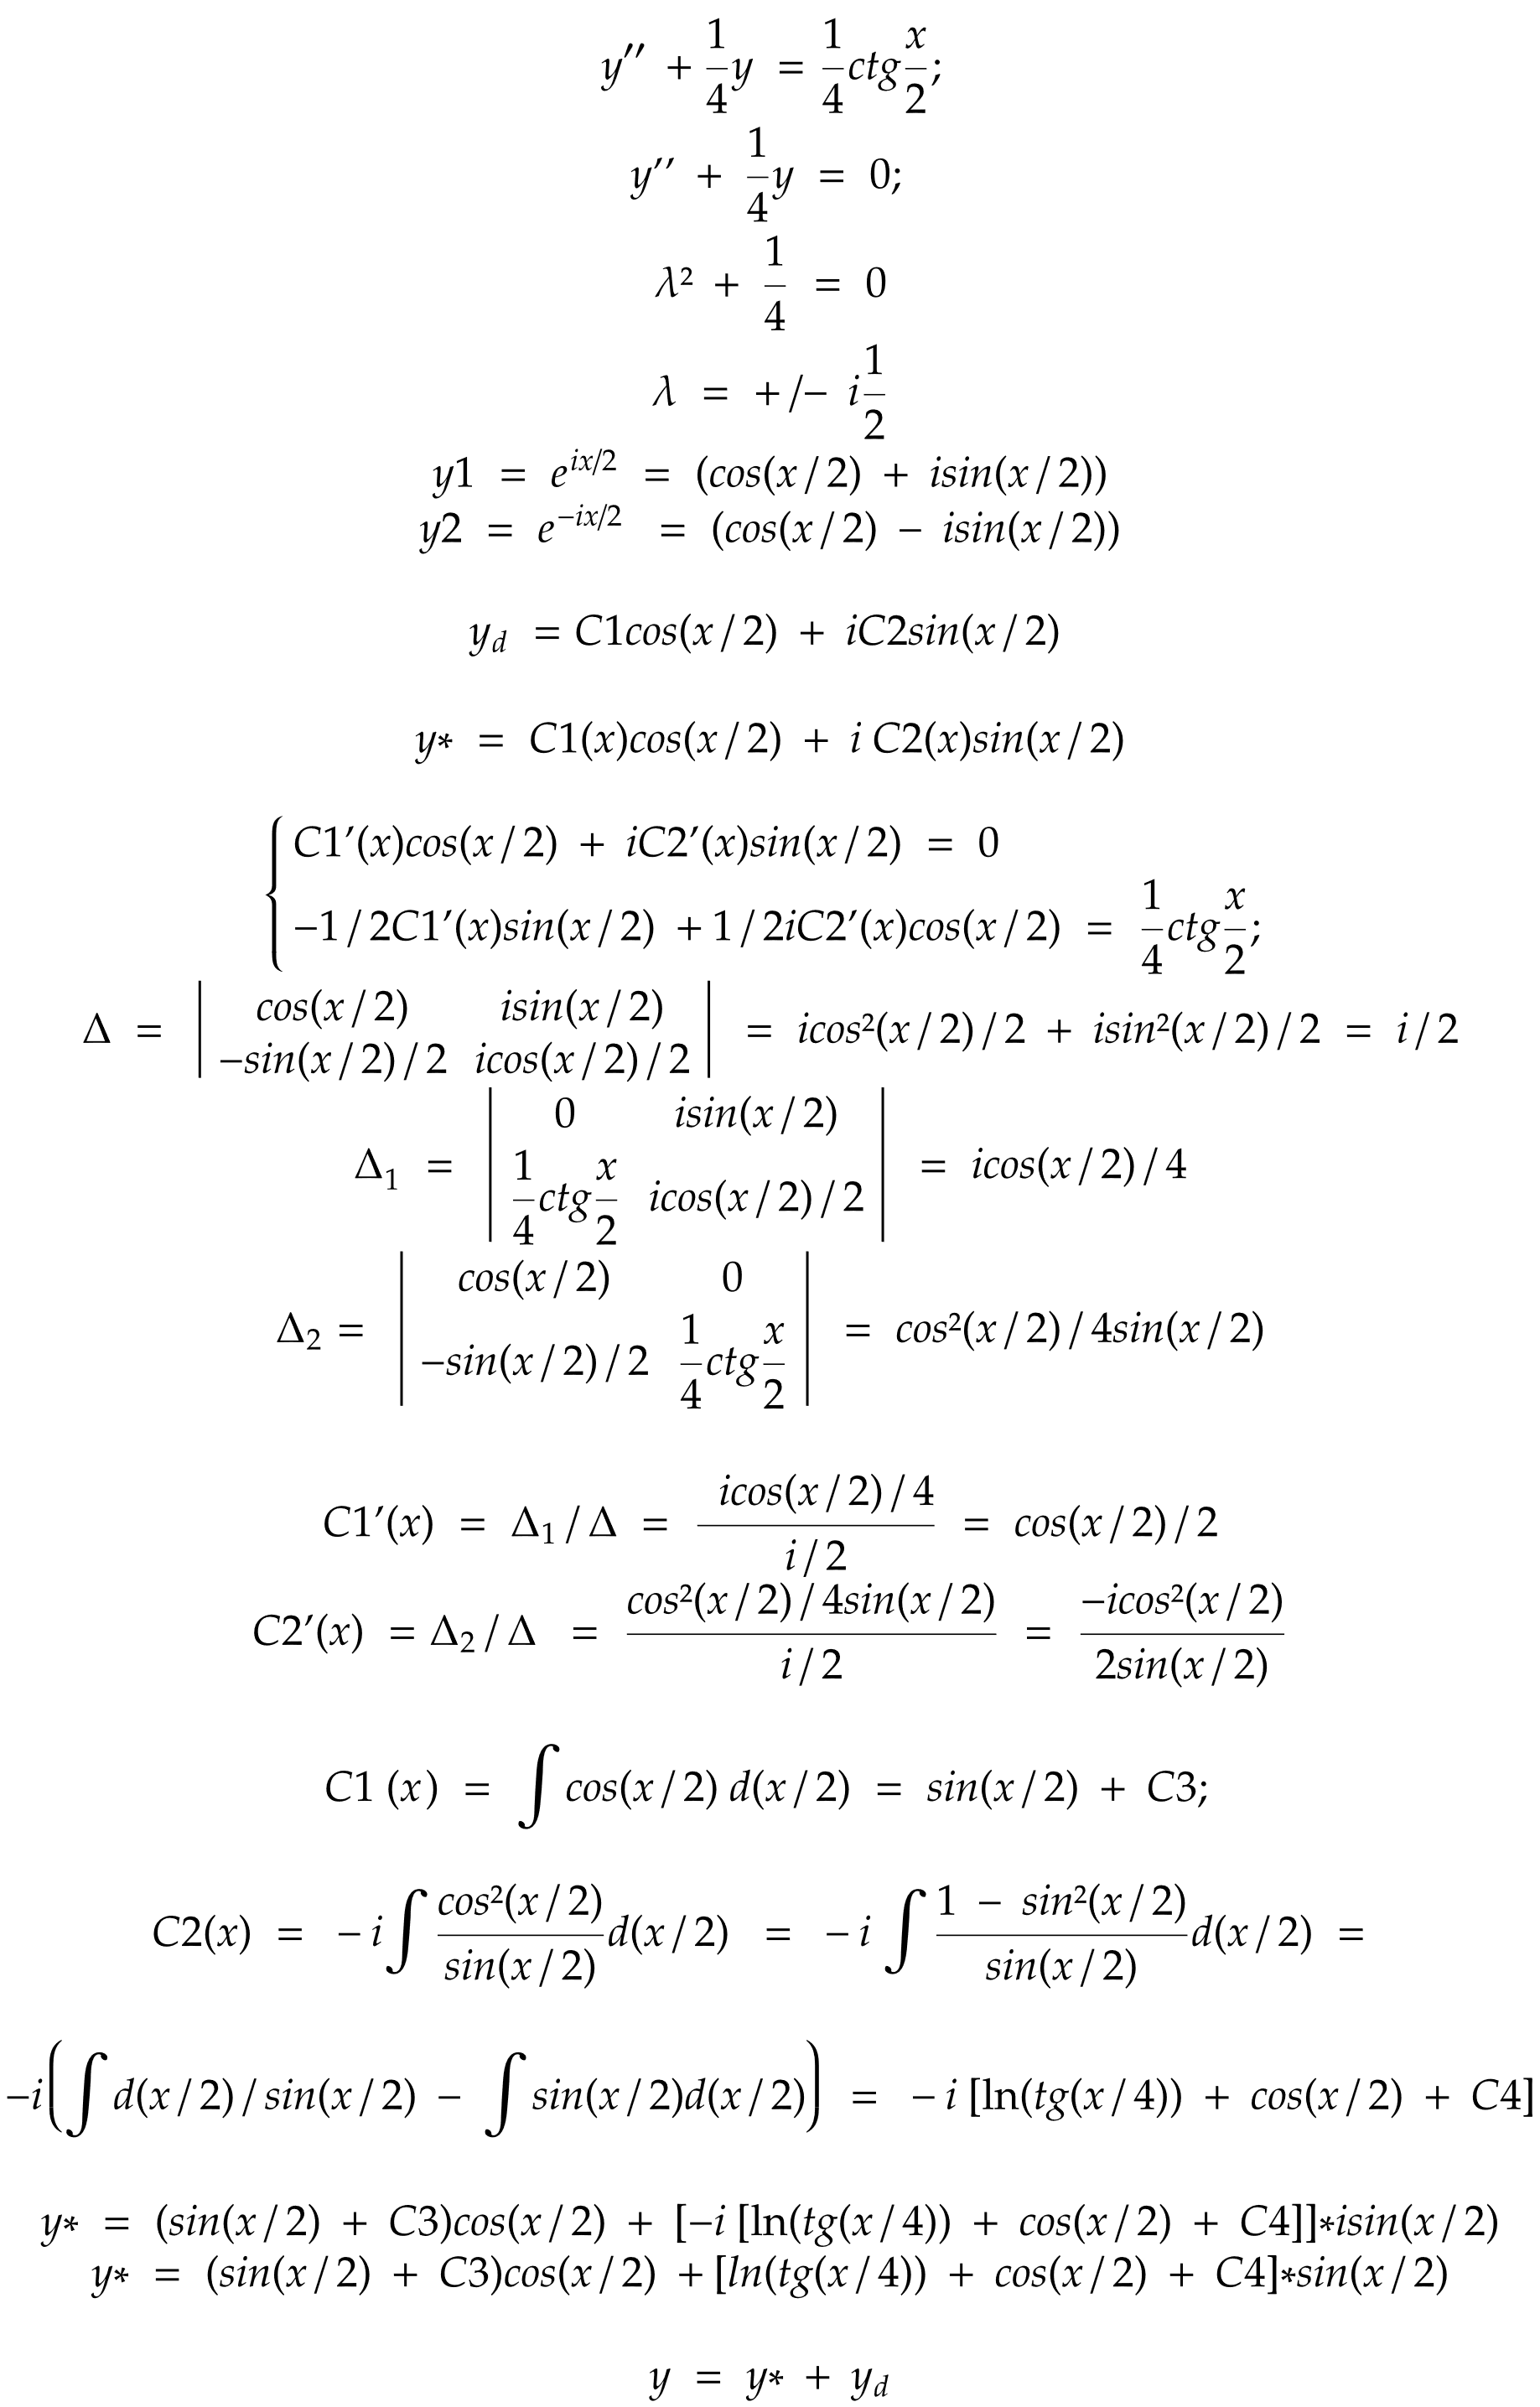 y′′ + 1/4 y = 1/4 ctg x/2;
y’’ + 1/4 y = 0;
λ² + 1/4 = 0
λ = +/− i 1/2
y1 = e^{ix/2} = (cos(x/2) + isin(x/2))
y2 = e^{−ix/2} = (cos(x/2) − isin(x/2))
y_d = C1cos(x/2) + iC2sin(x/2)
y* = C1(x)cos(x/2) + i C2(x)sin(x/2)
{ C1’(x)cos(x/2) + iC2’(x)sin(x/2) = 0
−1/2C1’(x)sin(x/2) +1/2iC2’(x)cos(x/2) = 1/4 ctg x/2;
Δ = | cos(x/2) isin(x/2) |
| −sin(x/2)/2 icos(x/2)/2 | = icos²(x/2)/2 + isin²(x/2)/2 = i/2
Δ₁ = | 0 isin(x/2) |
| 1/4 ctg x/2 icos(x/2)/2 | = icos(x/2)/4
Δ₂ = | cos(x/2) 0 |
| −sin(x/2)/2 1/4 ctg x/2 | = cos²(x/2)/4sin(x/2)
C1’(x) = Δ₁/Δ = (icos(x/2)/4)/(i/2) = cos(x/2)/2
C2’(x) = Δ₂/Δ = (cos²(x/2)/4sin(x/2))/(i/2) = (−icos²(x/2))/(2sin(x/2))
C1 (x) = ∫cos(x/2) d(x/2) = sin(x/2) + C3;
C2(x) = −i∫(cos²(x/2))/(sin(x/2)) d(x/2) = −i ∫(1 − sin²(x/2))/(sin(x/2)) d(x/2) =
−i(∫d(x/2)/sin(x/2) − ∫sin(x/2)d(x/2)) = −i [ln(tg(x/4)) + cos(x/2) + C4]
y* = (sin(x/2) + C3)cos(x/2) + [−i [ln(tg(x/4)) + cos(x/2) + C4]]*isin(x/2)
y* = (sin(x/2) + C3)cos(x/2) +[ln(tg(x/4)) + cos(x/2) + C4]*sin(x/2)
y = y* + y_d